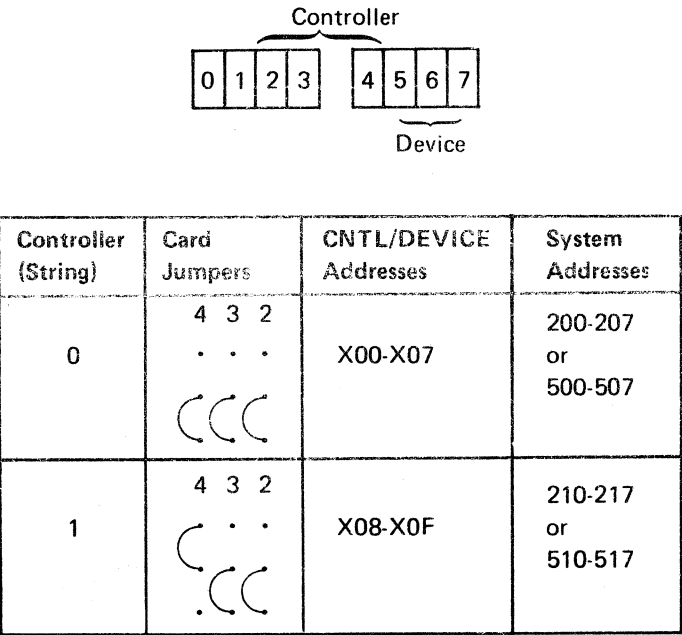 Controller
0 1 2 3 4 5 6 7
Device
Controller Card CNTL/DEVICE System
(String) Jumpers Addresses Addresses
4 3 2
0 X00-X07 200-207
or
500-507
4 3 2
1 X08-X0F 210-217
or
510-517